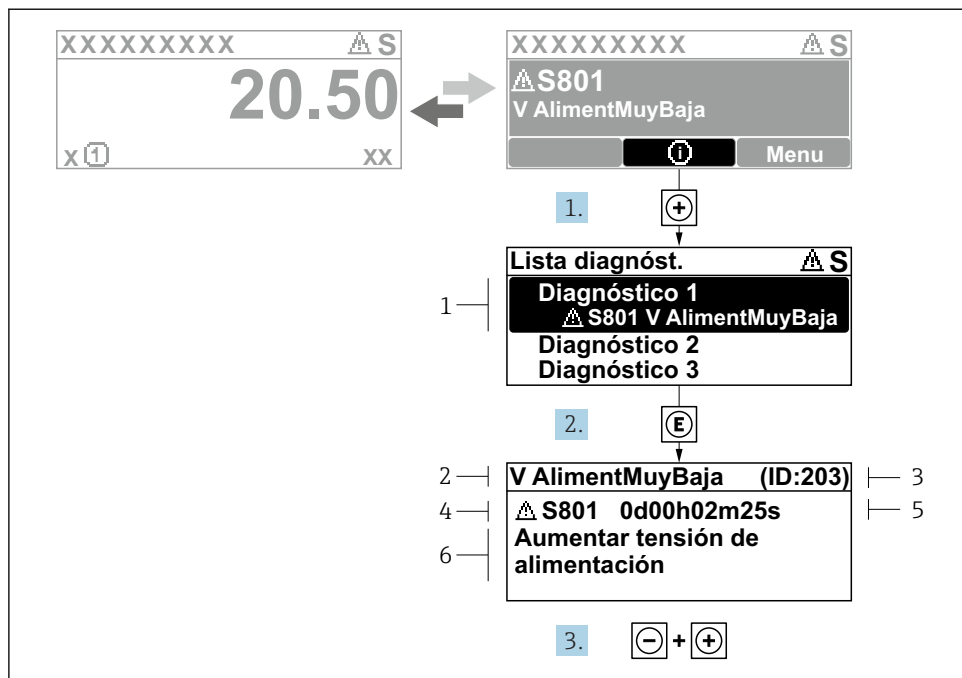 XXXXXXXXX ⚠ S
20.50
x ① xx
XXXXXXXXX ⚠ S
⚠ S801
V AlimentMuyBaja
ⓘ Menu
1. +
Lista diagnóst. ⚠ S
1
Diagnóstico 1
⚠ S801 V AlimentMuyBaja
Diagnóstico 2
Diagnóstico 3
2. E
2 V AlimentMuyBaja (ID:203) 3
4 ⚠ S801 0d00h02m25s 5
6 Aumentar tensión de
alimentación
3. − + +